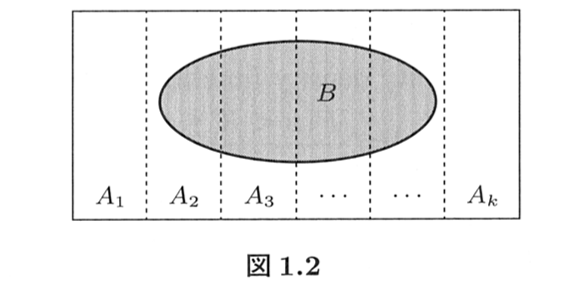 B
A₁ A₂ A₃ ⋯ ⋯ Aₖ
図 1.2